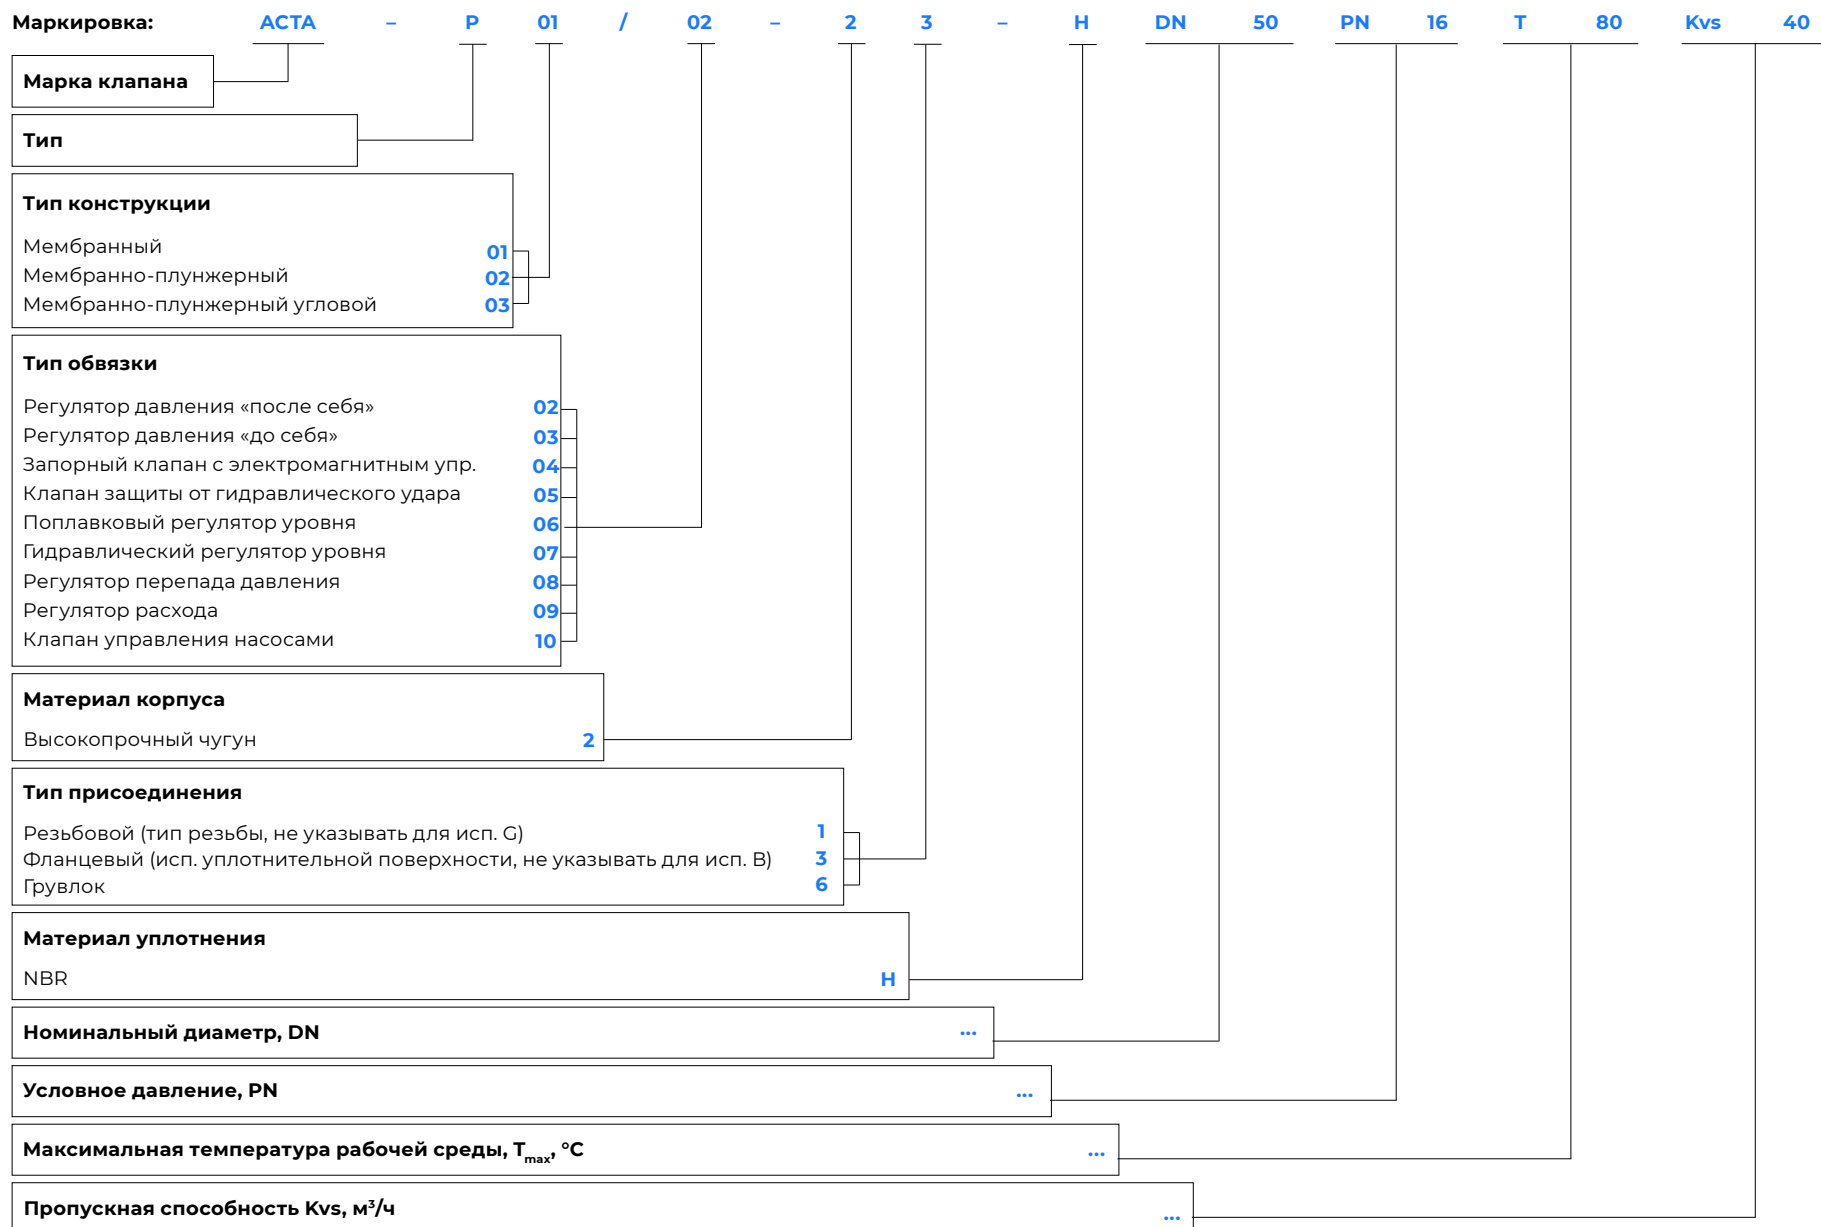 Маркировка: АСТА – Р 01 / 02 – 2 3 – Н DN 50 PN 16 Т 80 Kvs 40
Марка клапана
Тип
Тип конструкции
Мембранный 01
Мембранно-плунжерный 02
Мембранно-плунжерный угловой 03
Тип обвязки
Регулятор давления «после себя» 02
Регулятор давления «до себя» 03
Запорный клапан с электромагнитным упр. 04
Клапан защиты от гидравлического удара 05
Поплавковый регулятор уровня 06
Гидравлический регулятор уровня 07
Регулятор перепада давления 08
Регулятор расхода 09
Клапан управления насосами 10
Материал корпуса
Высокопрочный чугун 2
Тип присоединения
Резьбовой (тип резьбы, не указывать для исп. G) 1
Фланцевый (исп. уплотнительной поверхности, не указывать для исп. В) 3
Грувлок 6
Материал уплотнения
NBR Н
Номинальный диаметр, DN ...
Условное давление, PN ...
Максимальная температура рабочей среды, Tmax, °С ...
Пропускная способность Kvs, м³/ч ...